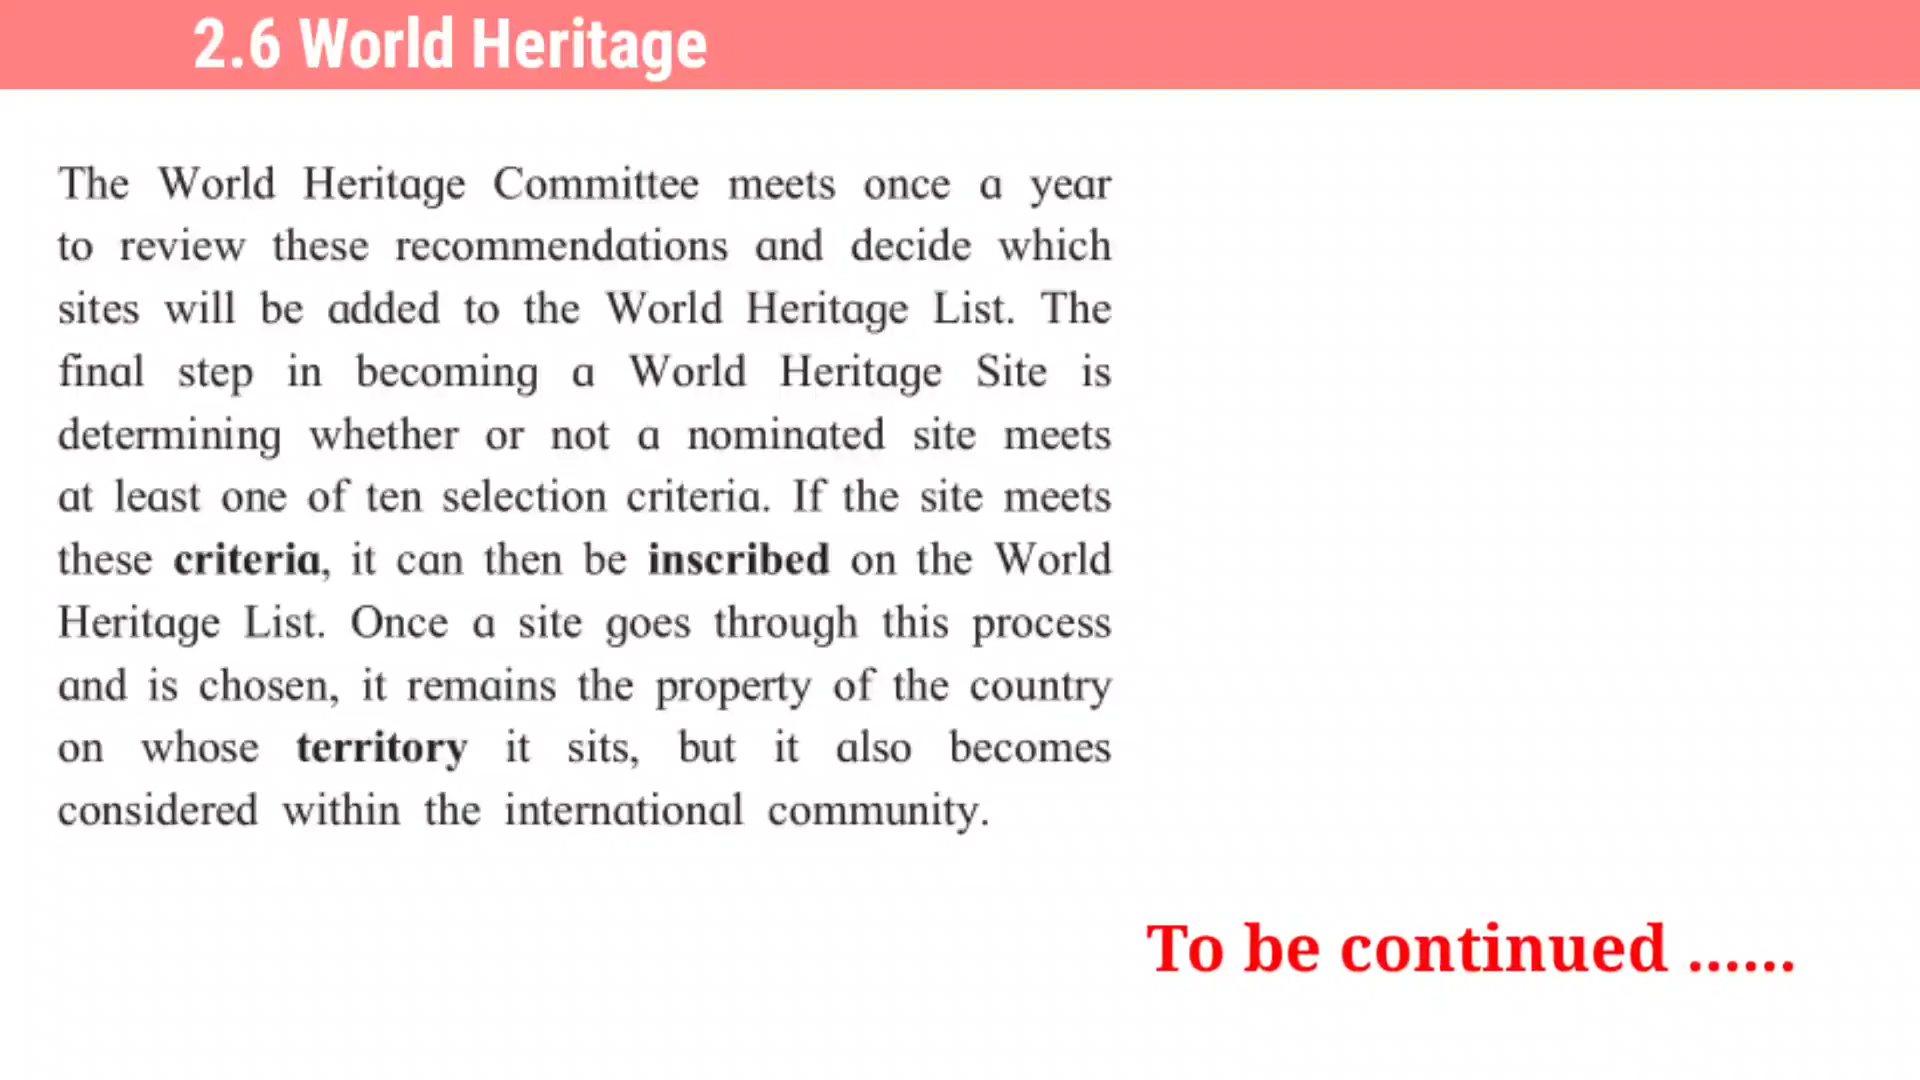 2.6 World Heritage
The World Heritage Committee meets once a year
to review these recommendations and decide which
sites will be added to the World Heritage List. The
final step in becoming a World Heritage Site is
determining whether or not a nominated site meets
at least one of ten selection criteria. If the site meets
these criteria, it can then be inscribed on the World
Heritage List. Once a site goes through this process
and is chosen, it remains the property of the country
on whose territory it sits, but it also becomes
considered within the international community.
To be continued ......